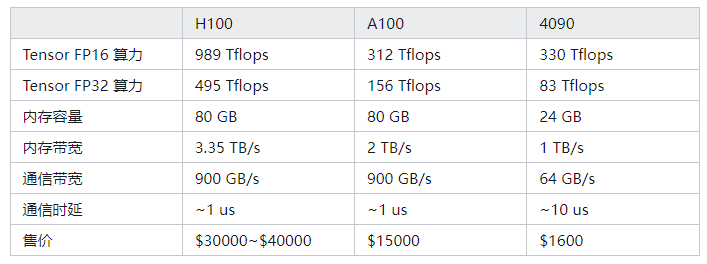 H100 A100 4090
Tensor FP16 算力 989 Tflops 312 Tflops 330 Tflops
Tensor FP32 算力 495 Tflops 156 Tflops 83 Tflops
内存容量 80 GB 80 GB 24 GB
内存带宽 3.35 TB/s 2 TB/s 1 TB/s
通信带宽 900 GB/s 900 GB/s 64 GB/s
通信时延 ~1 us ~1 us ~10 us
售价 $30000~$40000 $15000 $1600